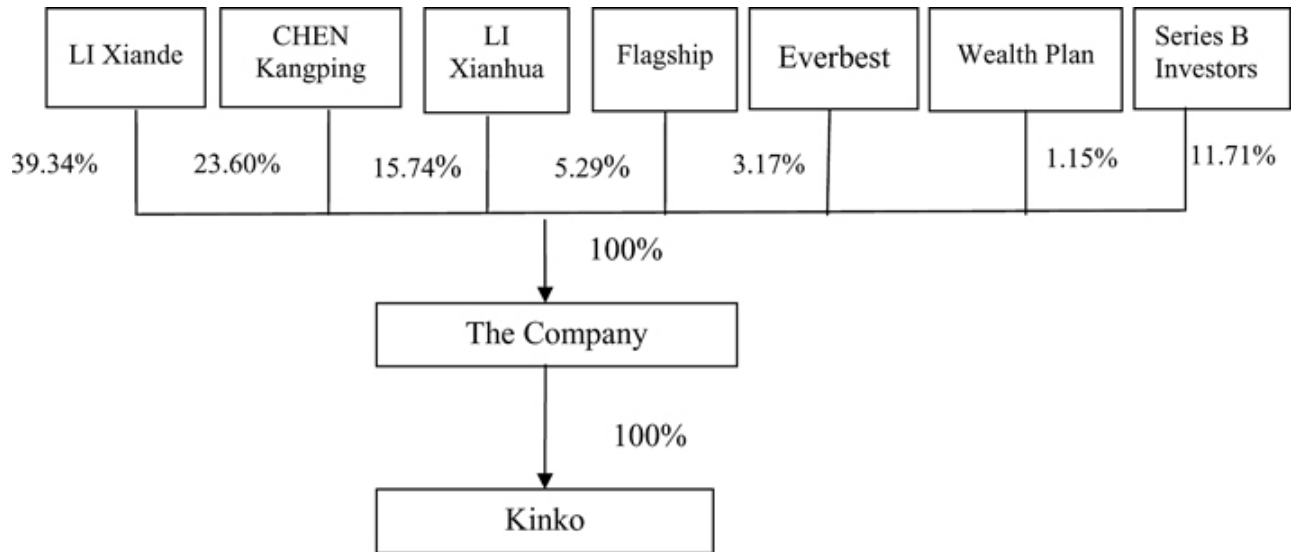 LI Xiande
CHEN
Kangping
LI
Xianhua
Flagship
Everbest
Wealth Plan
Series B
Investors
39.34%
23.60%
15.74%
5.29%
3.17%
1.15%
11.71%
100%
The Company
100%
Kinko